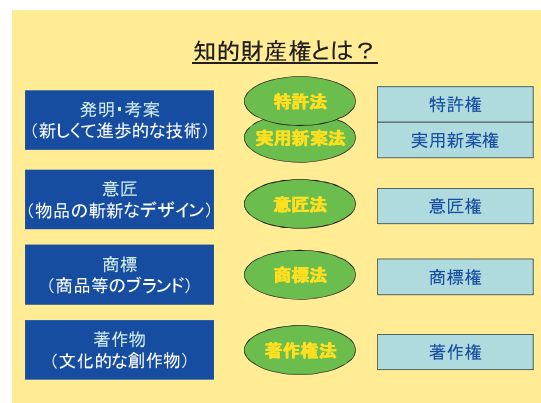 知的財産権とは？
発明・考案
（新しくて進歩的な技術）
特許法
実用新案法
特許権
実用新案権
意匠
（物品の斬新なデザイン）
意匠法
意匠権
商標
（商品等のブランド）
商標法
商標権
著作物
（文化的な創作物）
著作権法
著作権